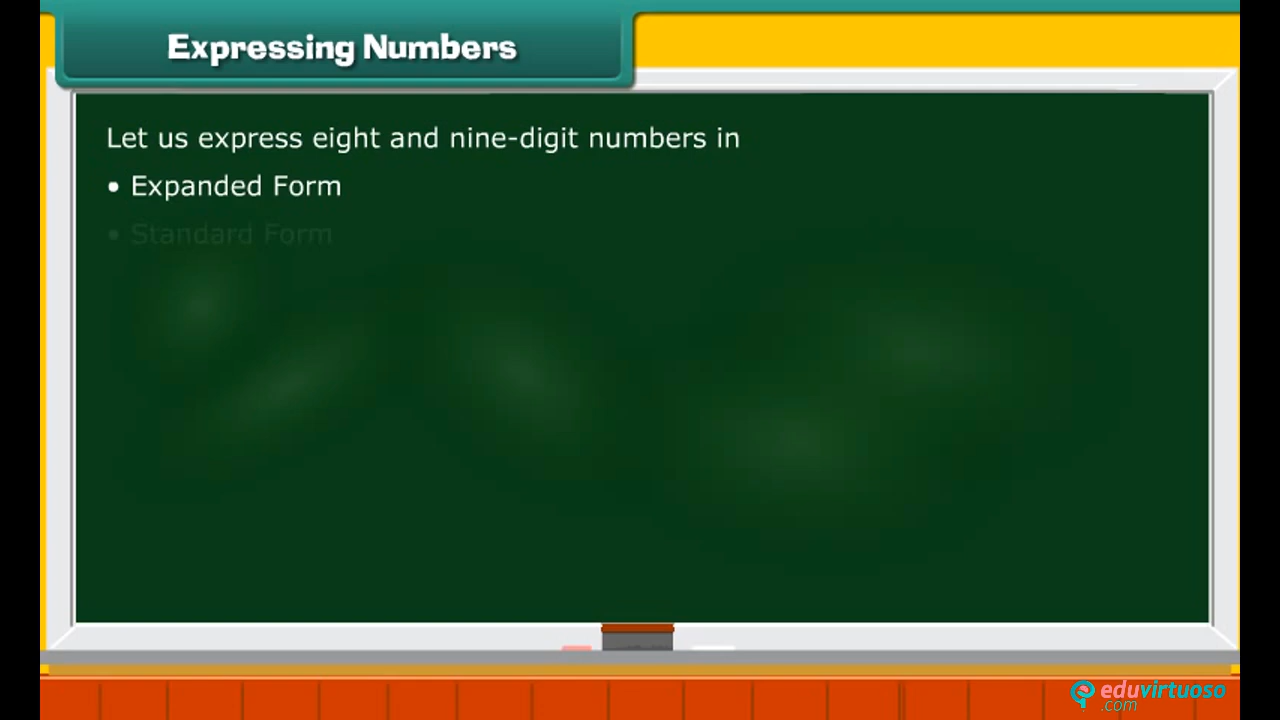 Expressing Numbers
Let us express eight and nine-digit numbers in
• Expanded Form
• Standard Form
eduvirtuoso
.com